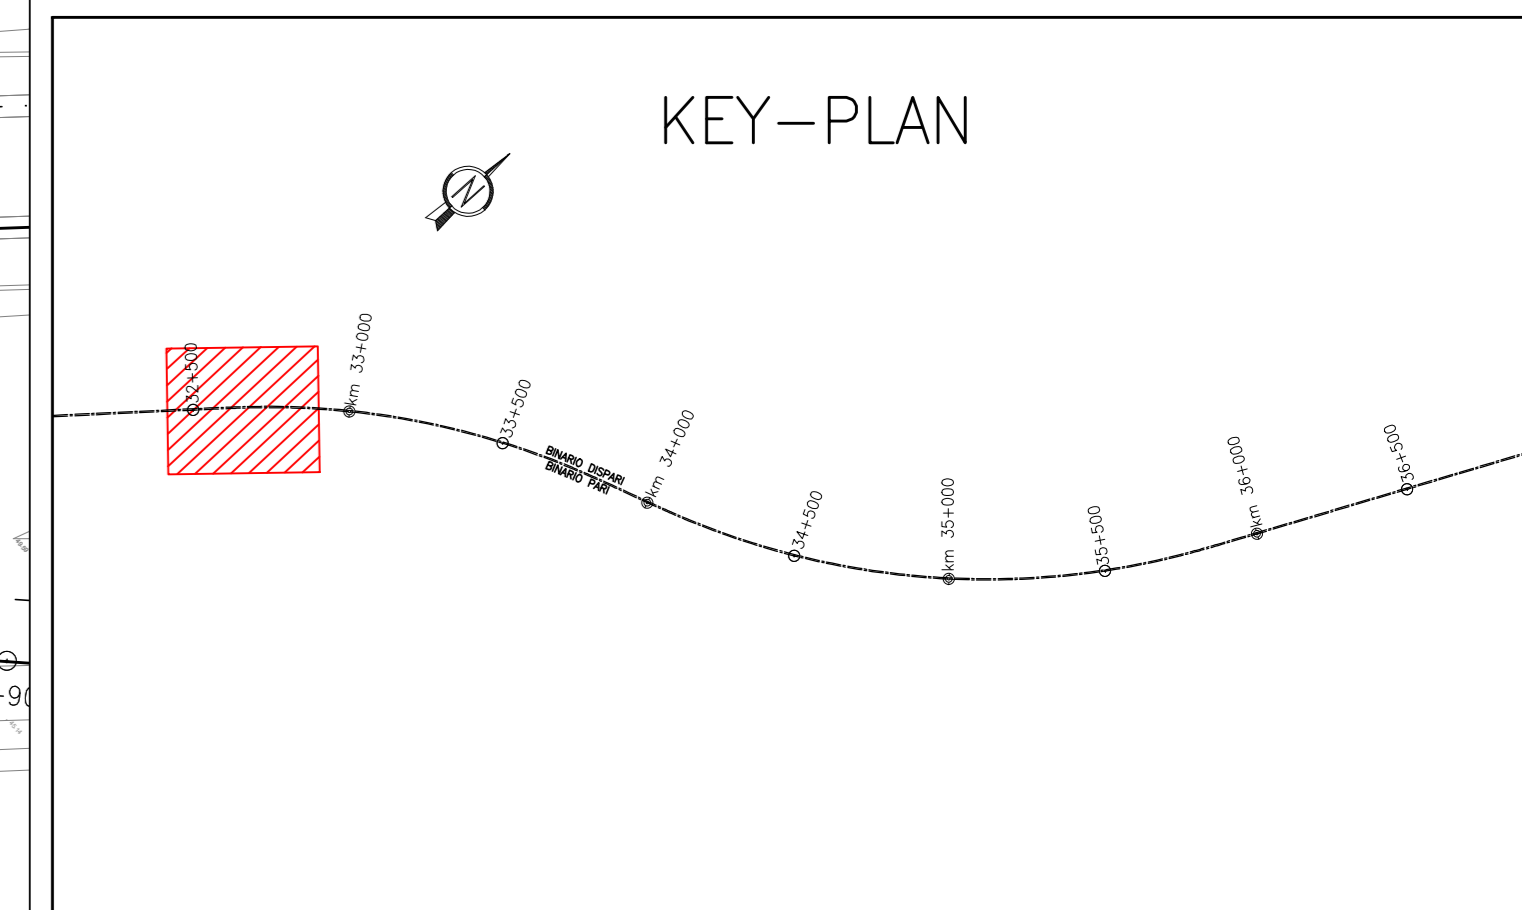 KEY-PLAN
N
32+500
km 33+000
33+500
BINARIO DISPARI
BINARIO PARI
km 34+000
34+500
km 35+000
35+500
km 36+000
36+500